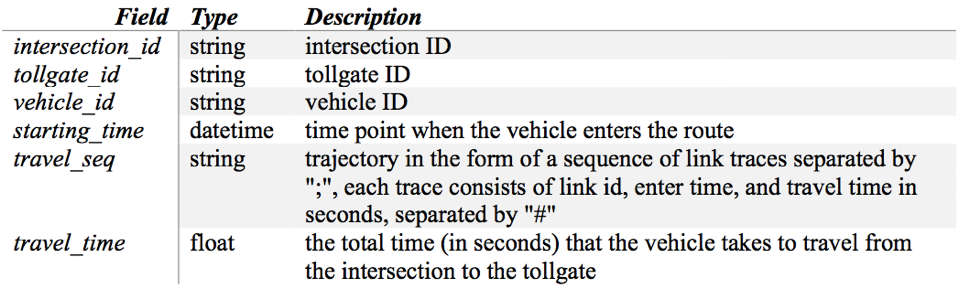 Field Type Description
intersection_id string intersection ID
tollgate_id string tollgate ID
vehicle_id string vehicle ID
starting_time datetime time point when the vehicle enters the route
travel_seq string trajectory in the form of a sequence of link traces separated by
";", each trace consists of link id, enter time, and travel time in
seconds, separated by "#"
travel_time float the total time (in seconds) that the vehicle takes to travel from
the intersection to the tollgate